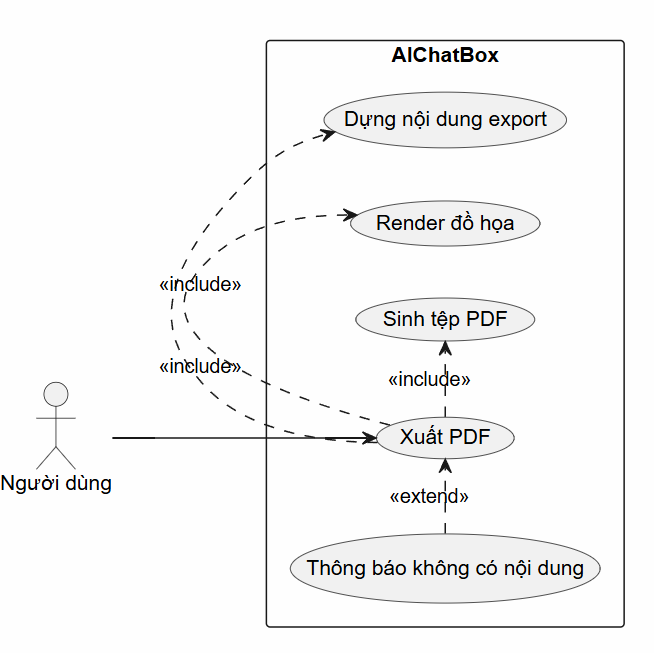 AIChatBox
Dựng nội dung export
Render đồ họa
«include»
Sinh tệp PDF
«include»
«include»
Xuất PDF
Người dùng
«extend»
Thông báo không có nội dung